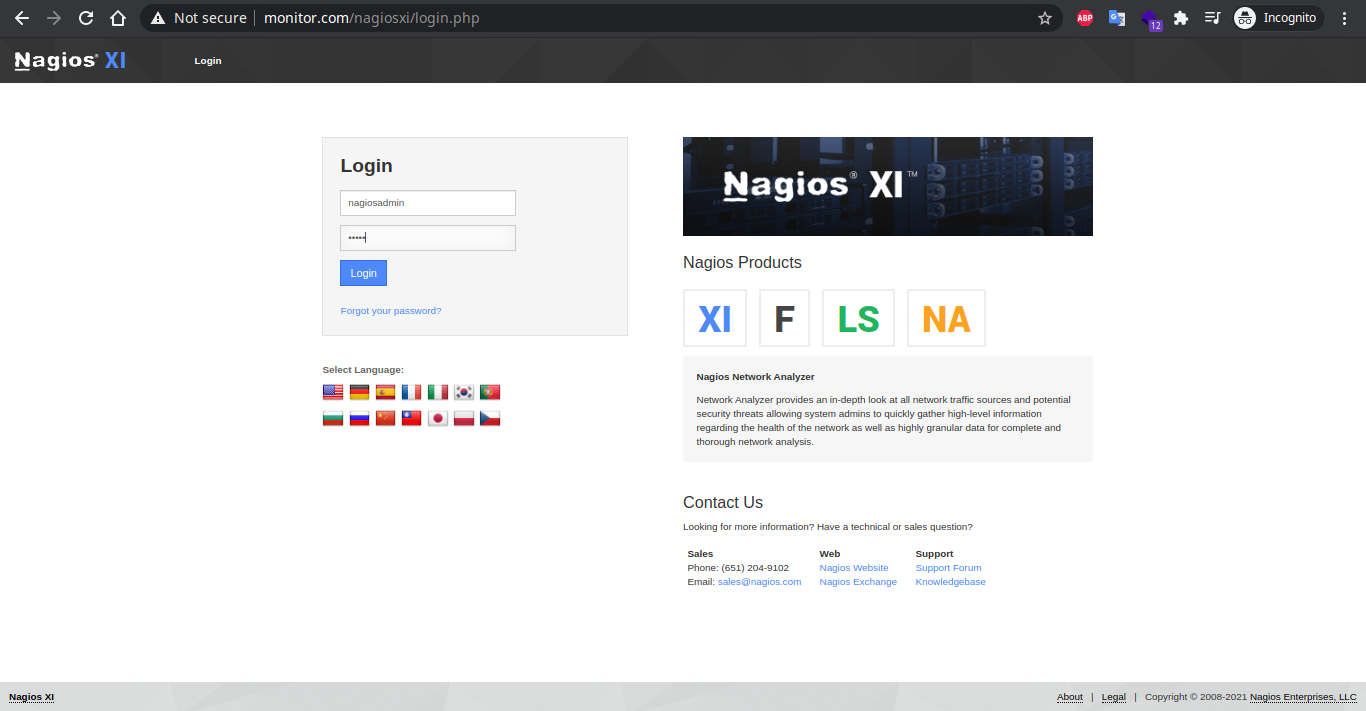 Not secure monitor.com/nagiosxi/login.php ABP 12 Incognito
Nagios® XI Login
Login
nagiosadmin
•••••
Login
Forgot your password?
Select Language:
Nagios® XI™
Nagios Products
XI F LS NA
Nagios Network Analyzer
Network Analyzer provides an in-depth look at all network traffic sources and potential
security threats allowing system admins to quickly gather high-level information
regarding the health of the network as well as highly granular data for complete and
thorough network analysis.
Contact Us
Looking for more information? Have a technical or sales question?
Sales Web Support
Phone: (651) 204-9102 Nagios Website Support Forum
Email: sales@nagios.com Nagios Exchange Knowledgebase
Nagios XI About | Legal | Copyright © 2008-2021 Nagios Enterprises, LLC